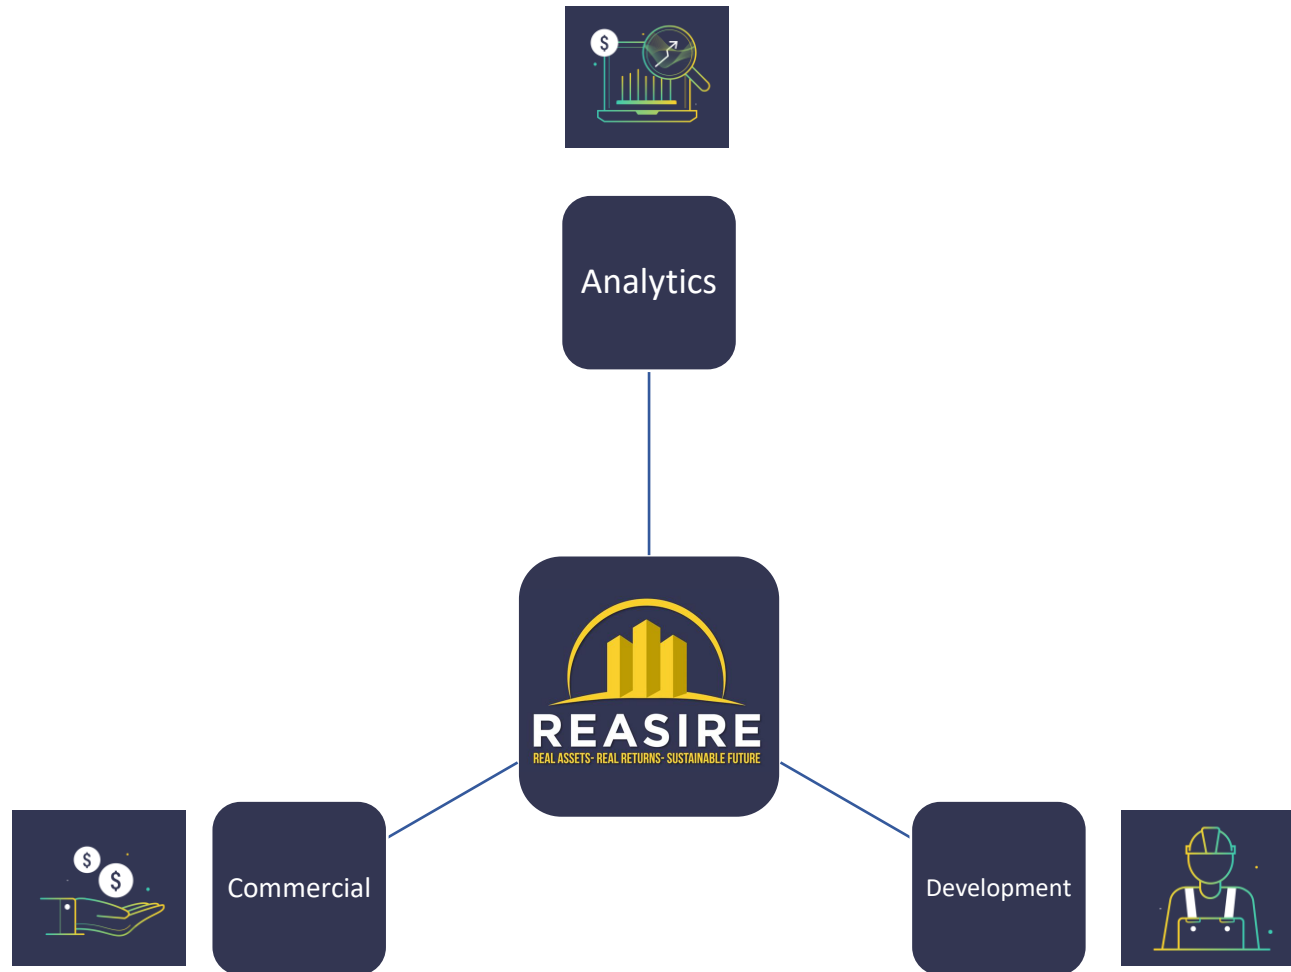 $
Analytics
REASIRE
REAL ASSETS- REAL RETURNS- SUSTAINABLE FUTURE
$
$
Commercial
Development